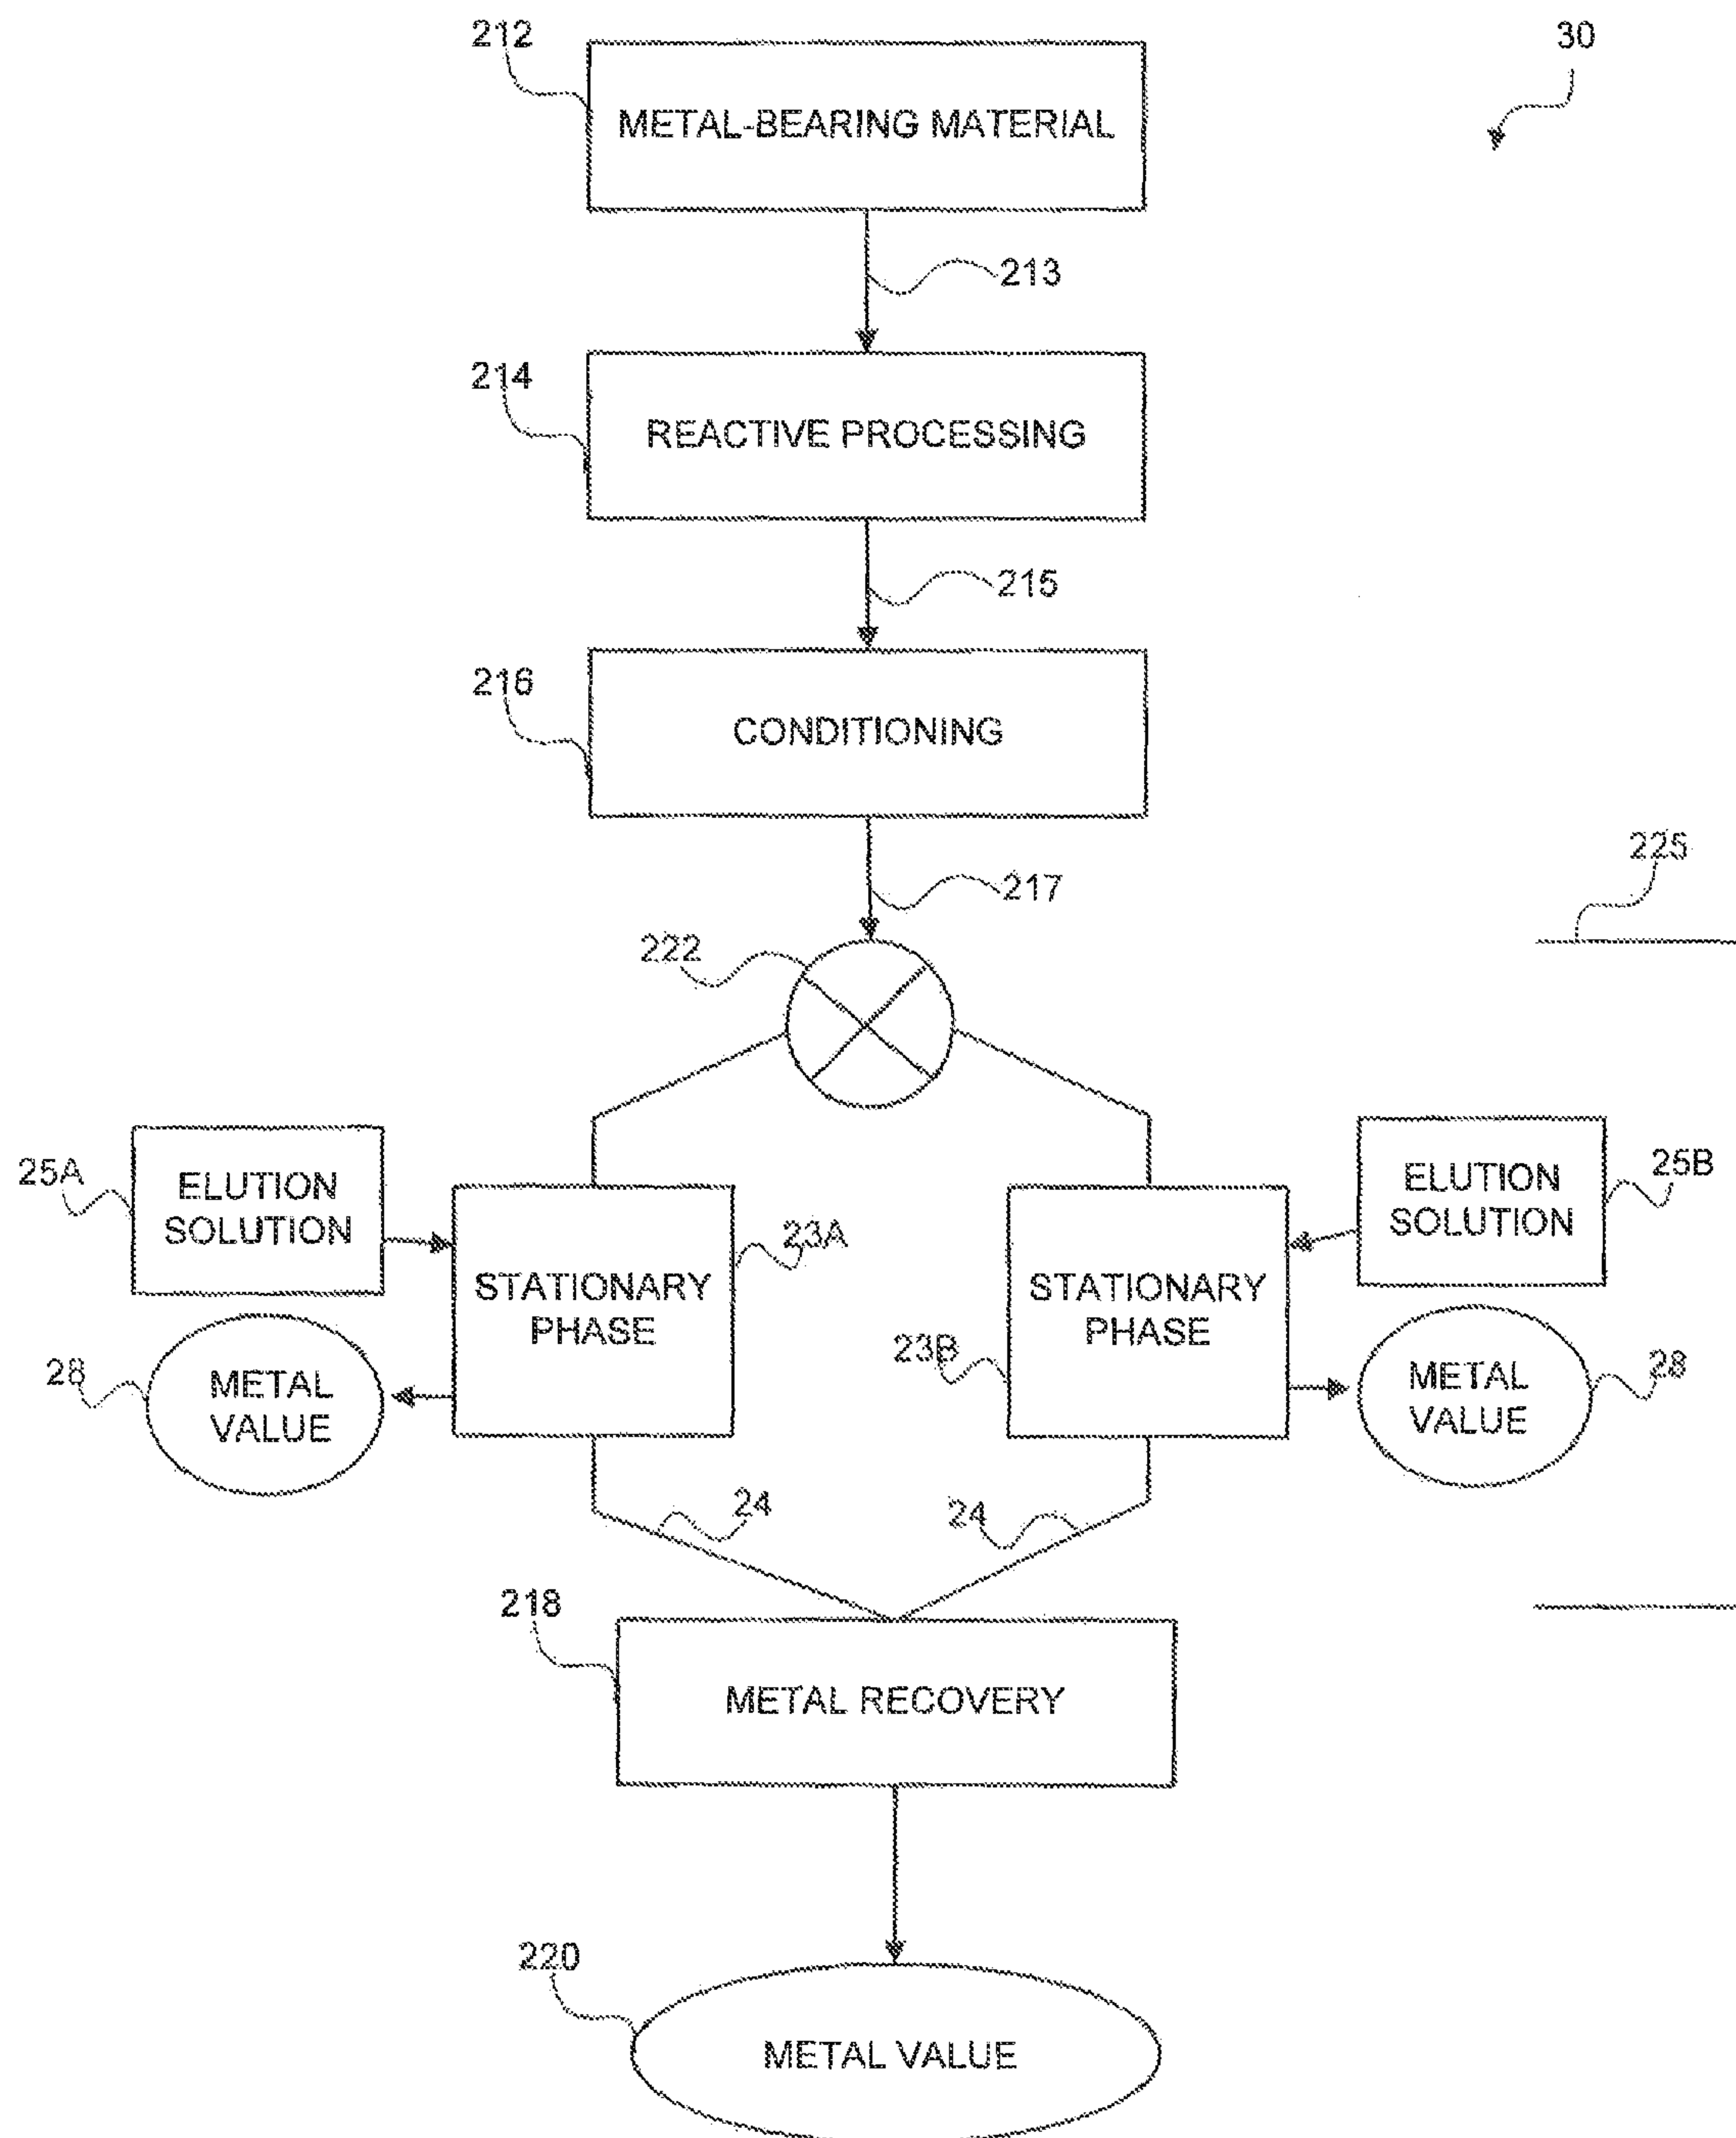 212
30
METAL-BEARING MATERIAL
213
214
REACTIVE PROCESSING
215
216
CONDITIONING
225
217
222
25A
ELUTION
SOLUTION
23A
ELUTION
SOLUTION
25B
STATIONARY
PHASE
STATIONARY
PHASE
23B
28
METAL
VALUE
METAL
VALUE
28
24
24
218
METAL RECOVERY
220
METAL VALUE